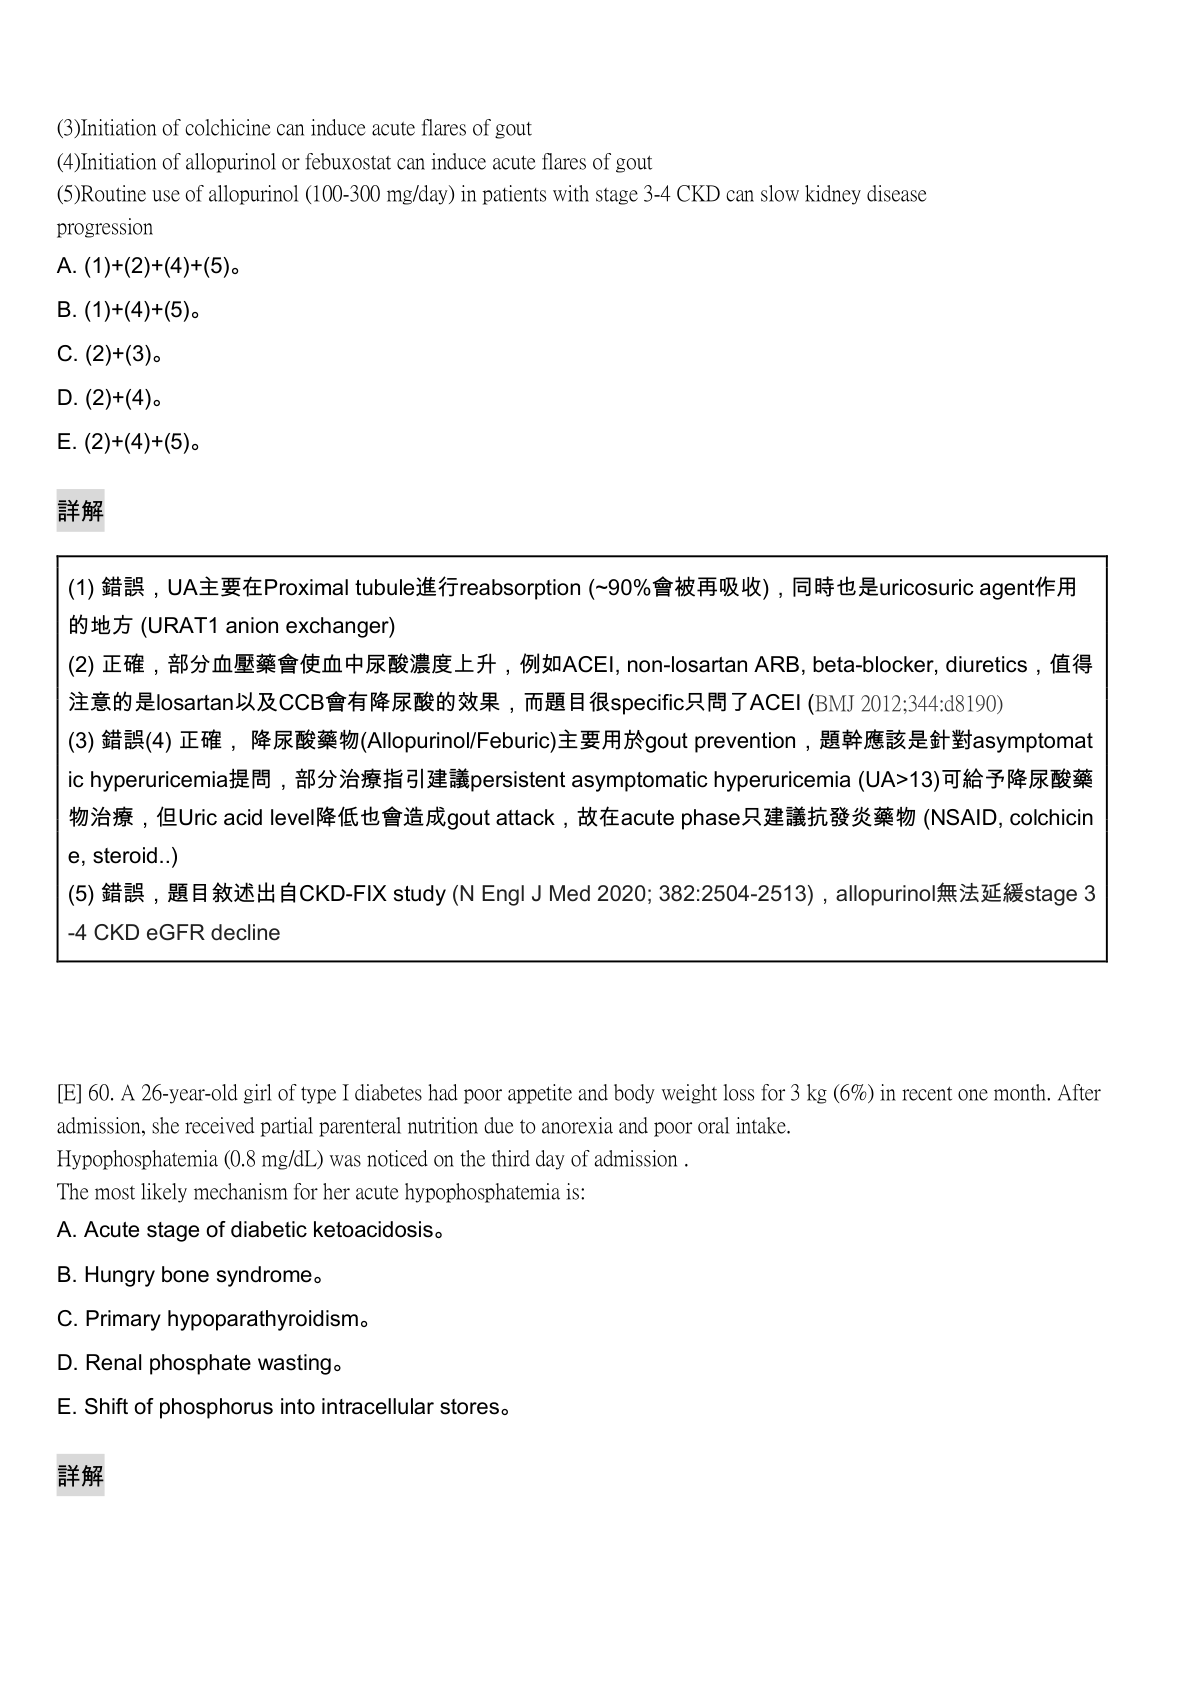 (3)Initiation of colchicine can induce acute flares of gout
(4)Initiation of allopurinol or febuxostat can induce acute flares of gout
(5)Routine use of allopurinol (100-300 mg/day) in patients with stage 3-4 CKD can slow kidney disease
progression
A. (1)+(2)+(4)+(5)。
B. (1)+(4)+(5)。
C. (2)+(3)。
D. (2)+(4)。
E. (2)+(4)+(5)。
詳解
(1) 錯誤，UA主要在Proximal tubule進行reabsorption (~90%會被再吸收)，同時也是uricosuric agent作用
的地方 (URAT1 anion exchanger)
(2) 正確，部分血壓藥會使血中尿酸濃度上升，例如ACEI, non-losartan ARB, beta-blocker, diuretics，值得
注意的是losartan以及CCB會有降尿酸的效果，而題目很specific只問了ACEI (BMJ 2012;344:d8190)
(3) 錯誤(4) 正確， 降尿酸藥物(Allopurinol/Feburic)主要用於gout prevention，題幹應該是針對asymptomat
ic hyperuricemia提問，部分治療指引建議persistent asymptomatic hyperuricemia (UA>13)可給予降尿酸藥
物治療，但Uric acid level降低也會造成gout attack，故在acute phase只建議抗發炎藥物 (NSAID, colchicin
e, steroid..)
(5) 錯誤，題目敘述出自CKD-FIX study (N Engl J Med 2020; 382:2504-2513)，allopurinol無法延緩stage 3
-4 CKD eGFR decline
[E] 60. A 26-year-old girl of type I diabetes had poor appetite and body weight loss for 3 kg (6%) in recent one month. After
admission, she received partial parenteral nutrition due to anorexia and poor oral intake.
Hypophosphatemia (0.8 mg/dL) was noticed on the third day of admission .
The most likely mechanism for her acute hypophosphatemia is:
A. Acute stage of diabetic ketoacidosis。
B. Hungry bone syndrome。
C. Primary hypoparathyroidism。
D. Renal phosphate wasting。
E. Shift of phosphorus into intracellular stores。
詳解